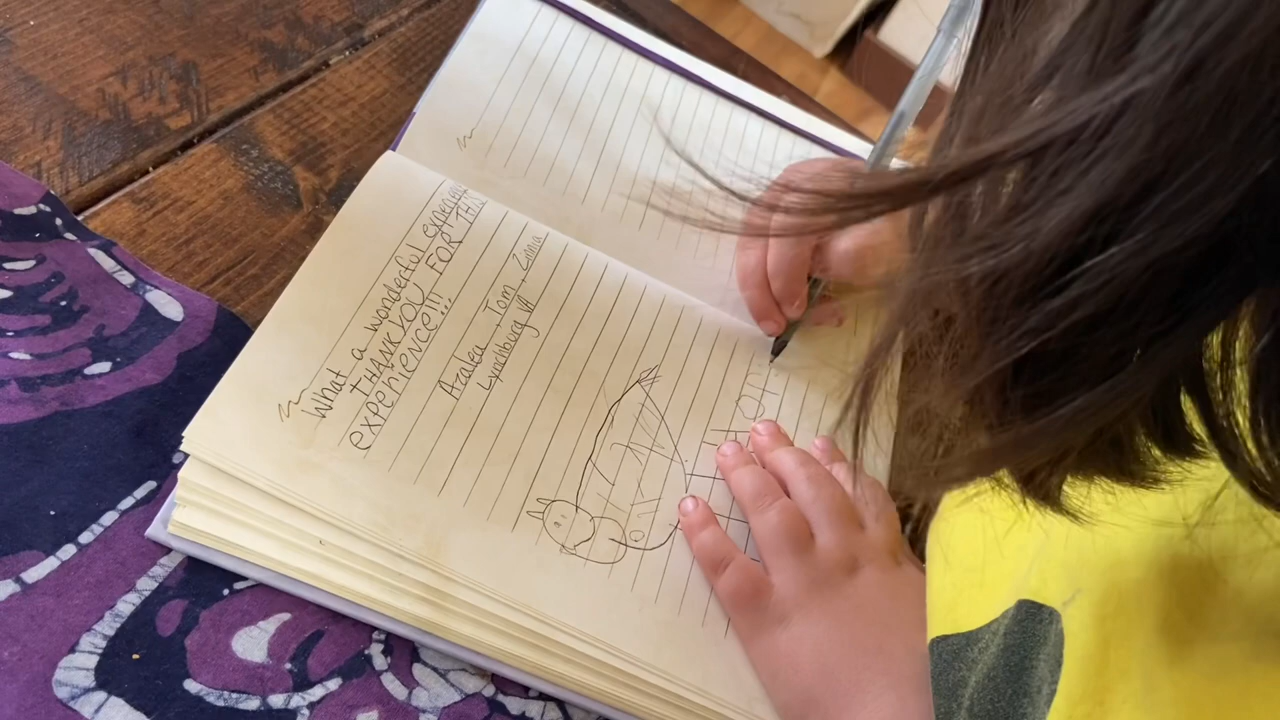 What a wonderful experience
THANK YOU FOR THIS
experience!!!
Azalea, Tom, Zinnia
Lynchburg VA